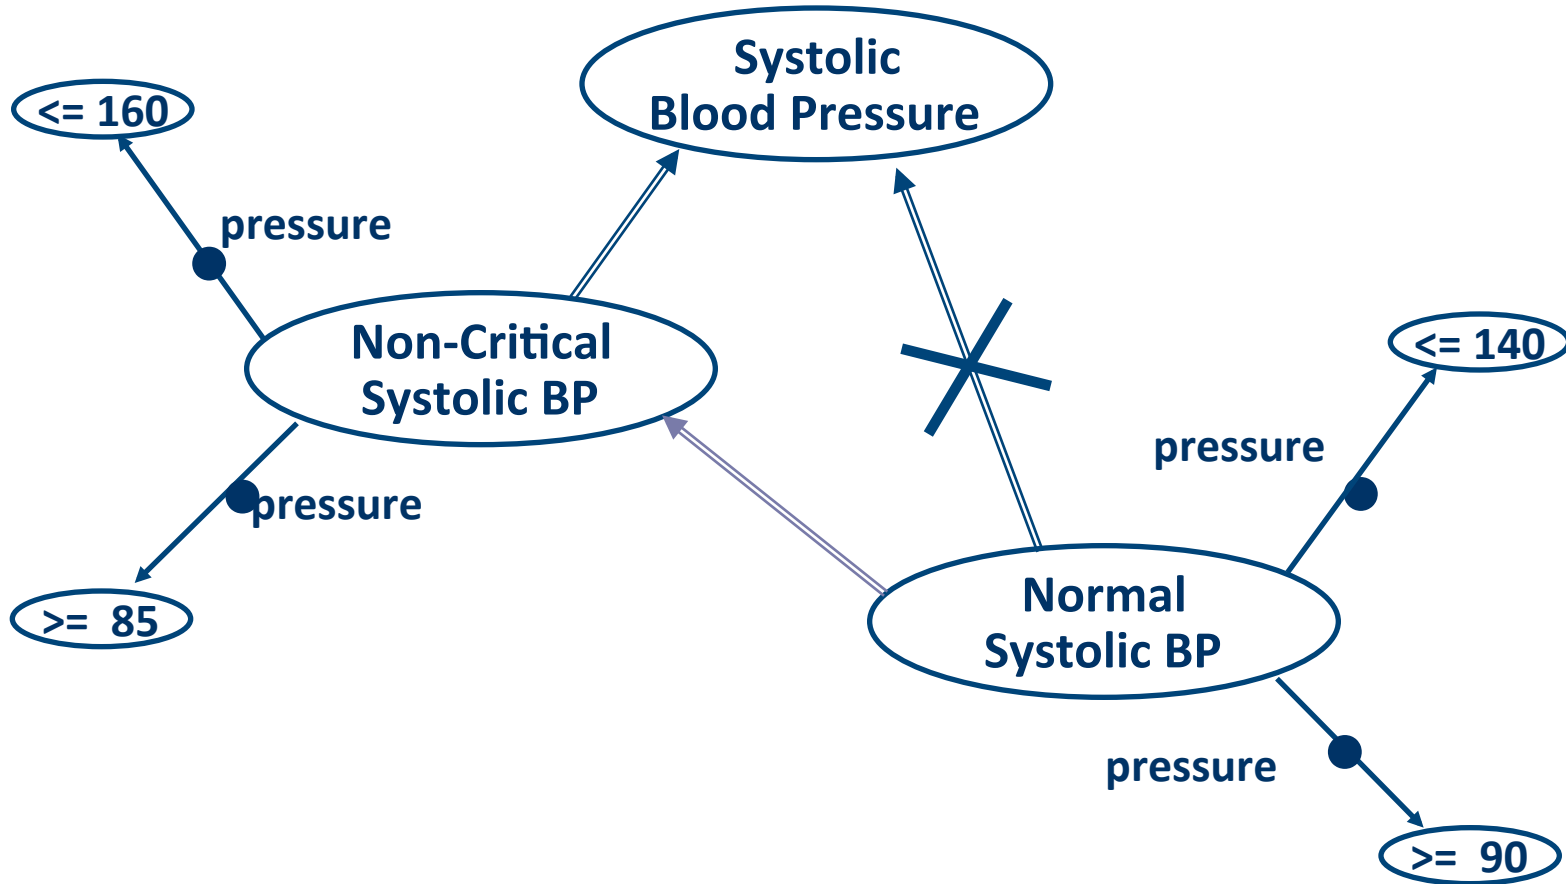 Systolic
Blood Pressure
<= 160
pressure
Non-Critical
Systolic BP
<= 140
pressure
pressure
>= 85
Normal
Systolic BP
pressure
>= 90